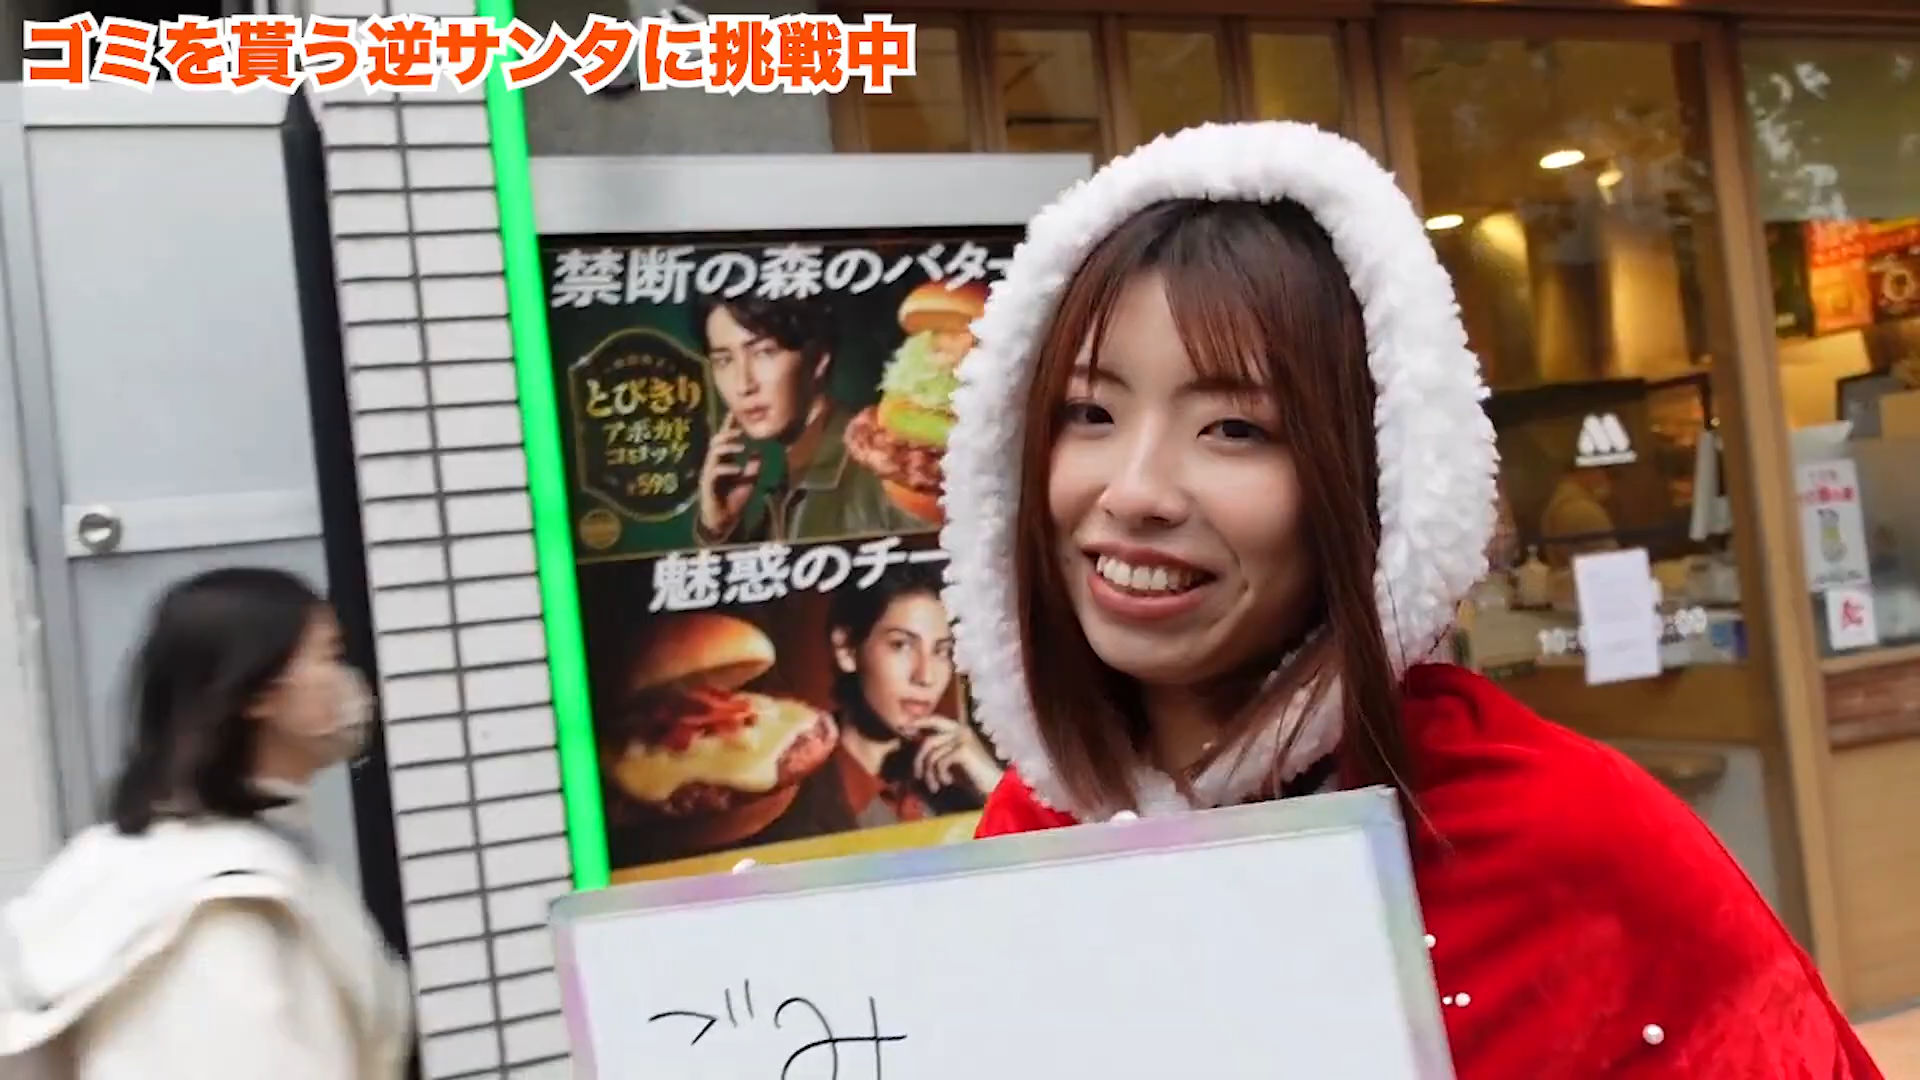 ゴミを貰う逆サンタに挑戦中
禁断の森のバター
とびきり
アボカド
コロッケ
¥590
魅惑のチー
ごみ